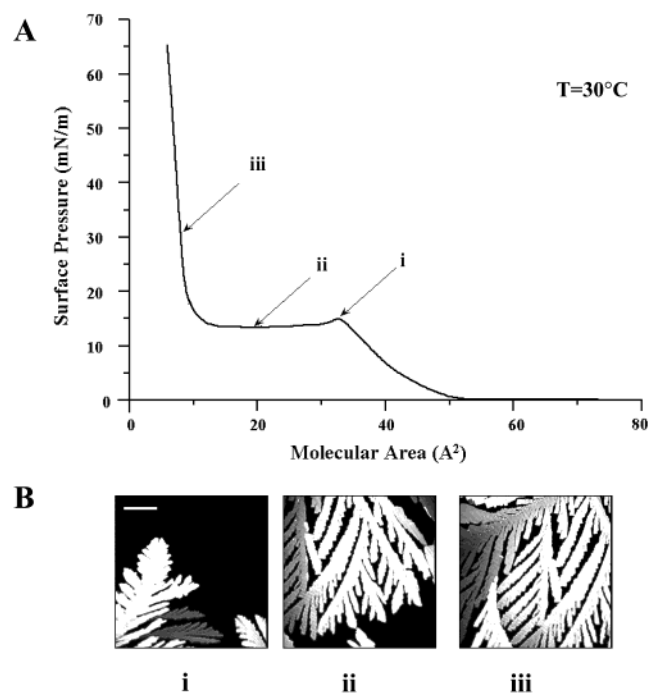 A
70
60
50
40
30
20
10
0
Surface Pressure (mN/m)
T=30°C
iii
ii
i
0 20 40 60 80
Molecular Area (A²)
B
i ii iii